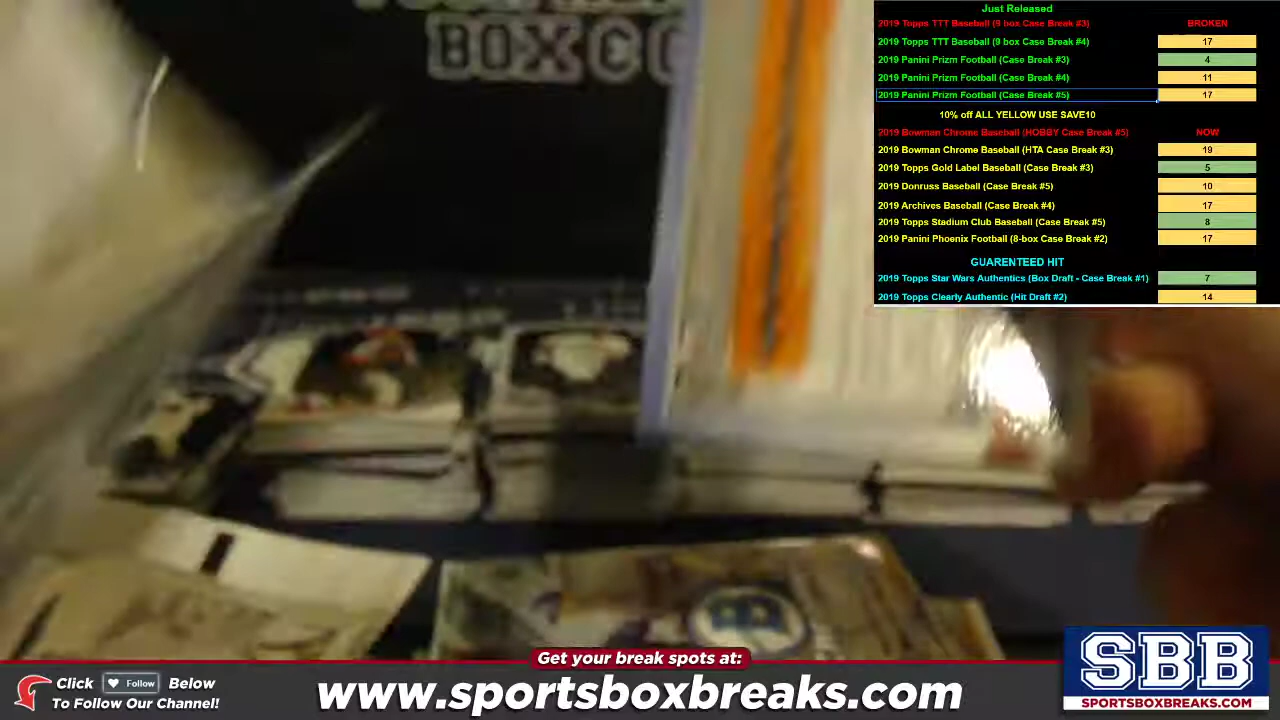 Just Released
2019 Topps TTT Baseball (9 box Case Break #3) BROKEN
2019 Topps TTT Baseball (9 box Case Break #4) 17
2019 Panini Prizm Football (Case Break #3) 4
2019 Panini Prizm Football (Case Break #4) 11
2019 Panini Prizm Football (Case Break #5) 17
10% off ALL YELLOW USE SAVE10
2019 Bowman Chrome Baseball (HOBBY Case Break #5) NOW
2019 Bowman Chrome Baseball (HTA Case Break #3) 19
2019 Topps Gold Label Baseball (Case Break #3) 5
2019 Donruss Baseball (Case Break #5) 10
2019 Archives Baseball (Case Break #4) 17
2019 Topps Stadium Club Baseball (Case Break #5) 8
2019 Panini Phoenix Football (8-box Case Break #2) 17
GUARENTEED HIT
2019 Topps Star Wars Authentics (Box Draft - Case Break #1) 7
2019 Topps Clearly Authentic (Hit Draft #2) 14
Get your break spots at:
Click Follow Below
To Follow Our Channel!
www.sportsboxbreaks.com
SBB
SPORTSBOXBREAKS.COM